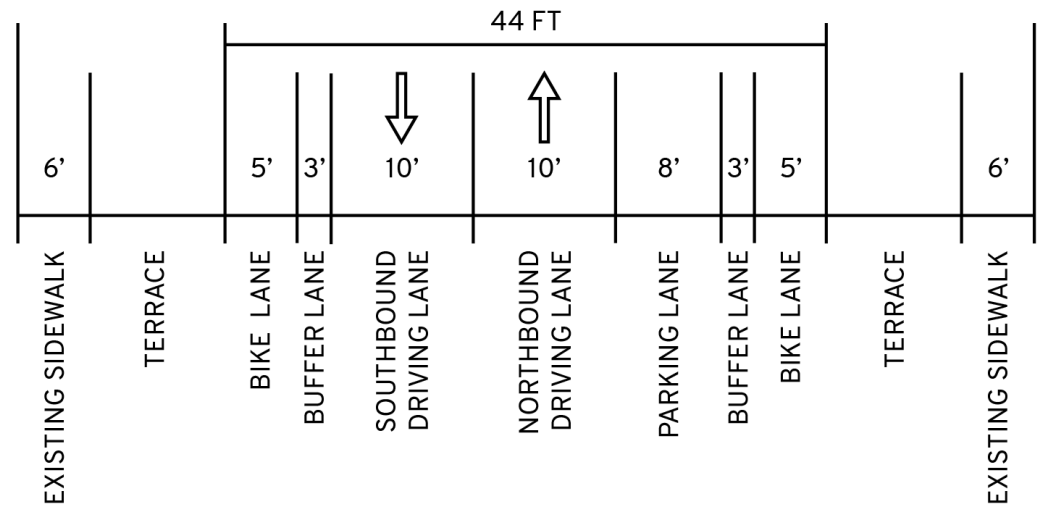 44 FT
6’
5’
3’
10’
10’
8’
3’
5’
6’
EXISTING SIDEWALK
TERRACE
BIKE LANE
BUFFER LANE
SOUTHBOUND
DRIVING LANE
NORTHBOUND
DRIVING LANE
PARKING LANE
BUFFER LANE
BIKE LANE
TERRACE
EXISTING SIDEWALK